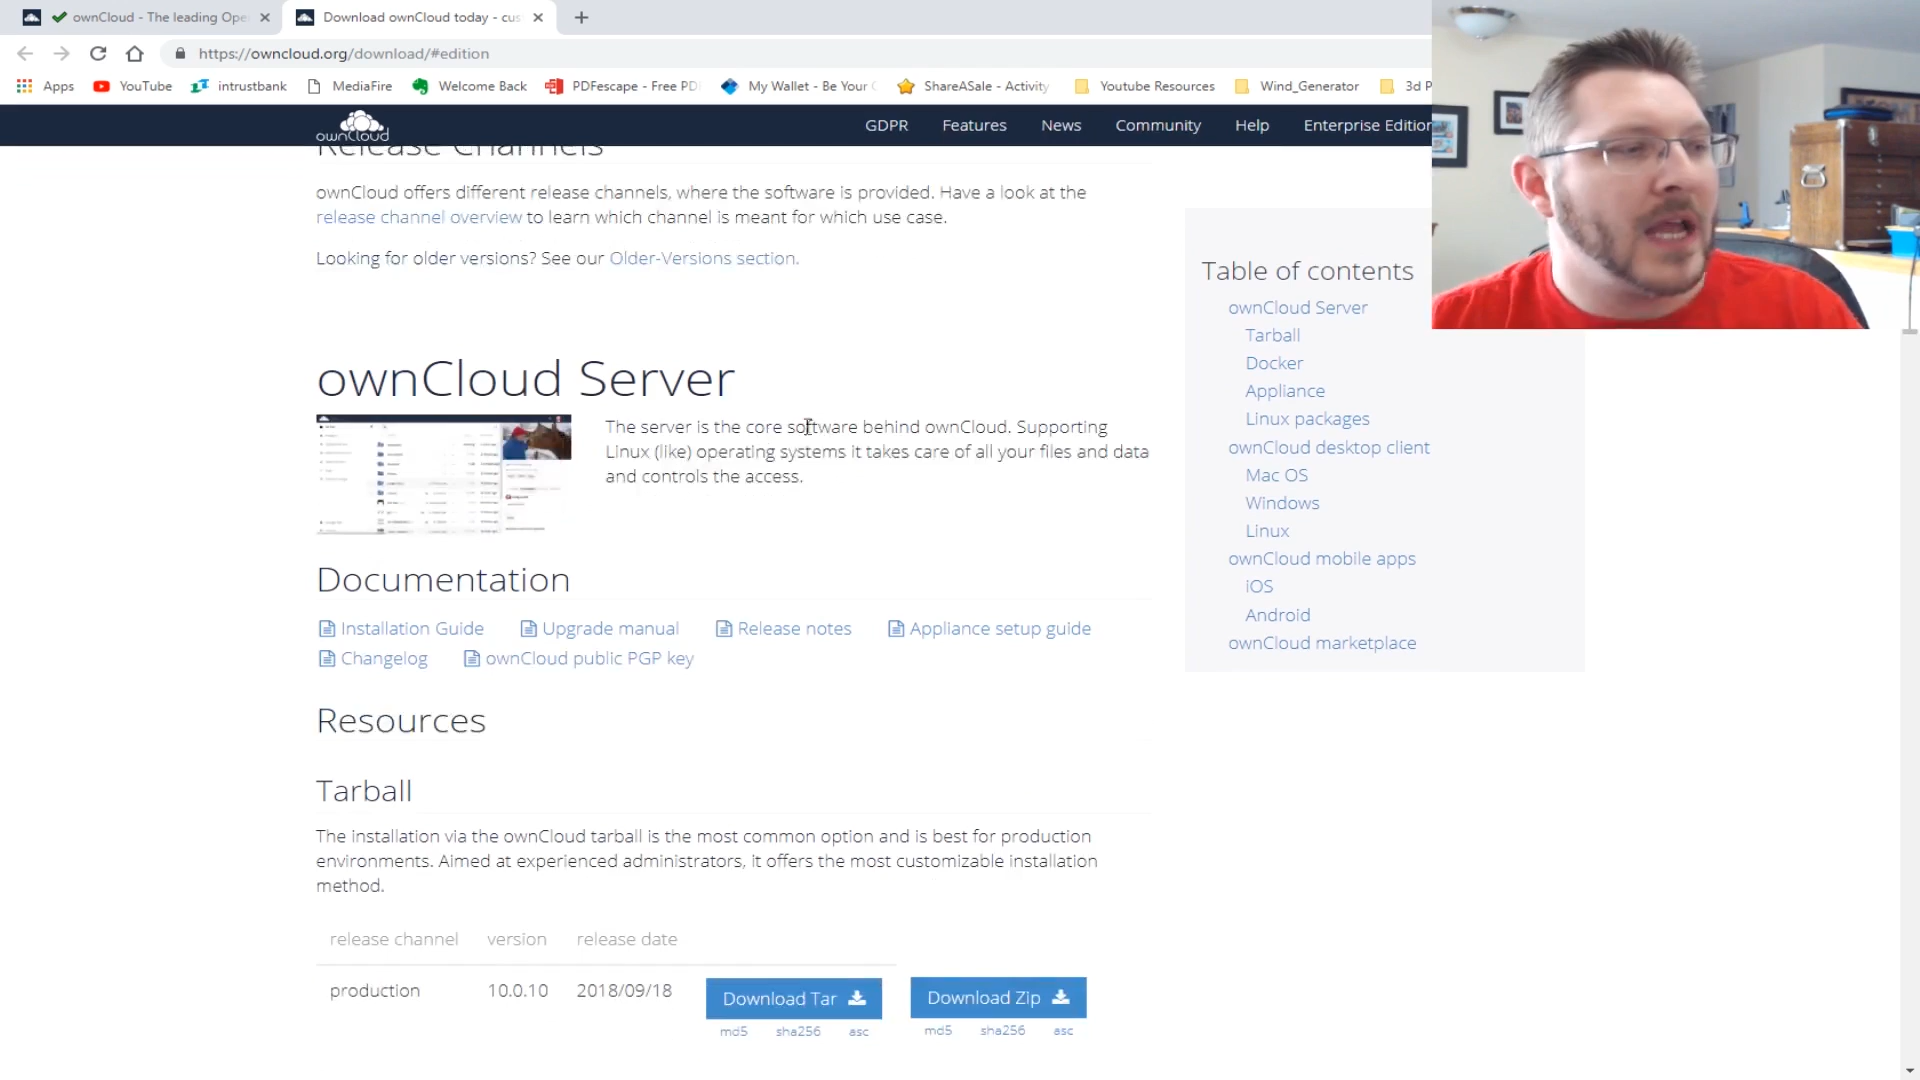 ownCloud - The leading Ope
Download ownCloud today - cus
https://owncloud.org/download/#edition
Apps YouTube intrustbank MediaFire Welcome Back PDFescape - Free PD My Wallet - Be Your ShareASale - Activity Youtube Resources Wind_Generator 3d P
ownCloud GDPR Features News Community Help Enterprise Edition
Release Channels
ownCloud offers different release channels, where the software is provided. Have a look at the
release channel overview to learn which channel is meant for which use case.
Looking for older versions? See our Older-Versions section.
ownCloud Server
The server is the core software behind ownCloud. Supporting
Linux (like) operating systems it takes care of all your files and data
and controls the access.
Documentation
Installation Guide Upgrade manual Release notes Appliance setup guide
Changelog ownCloud public PGP key
Resources
Tarball
The installation via the ownCloud tarball is the most common option and is best for production
environments. Aimed at experienced administrators, it offers the most customizable installation
method.
release channel version release date
production 10.0.10 2018/09/18 Download Tar Download Zip
md5 sha256 asc md5 sha256 asc
Table of contents
ownCloud Server
Tarball
Docker
Appliance
Linux packages
ownCloud desktop client
Mac OS
Windows
Linux
ownCloud mobile apps
iOS
Android
ownCloud marketplace